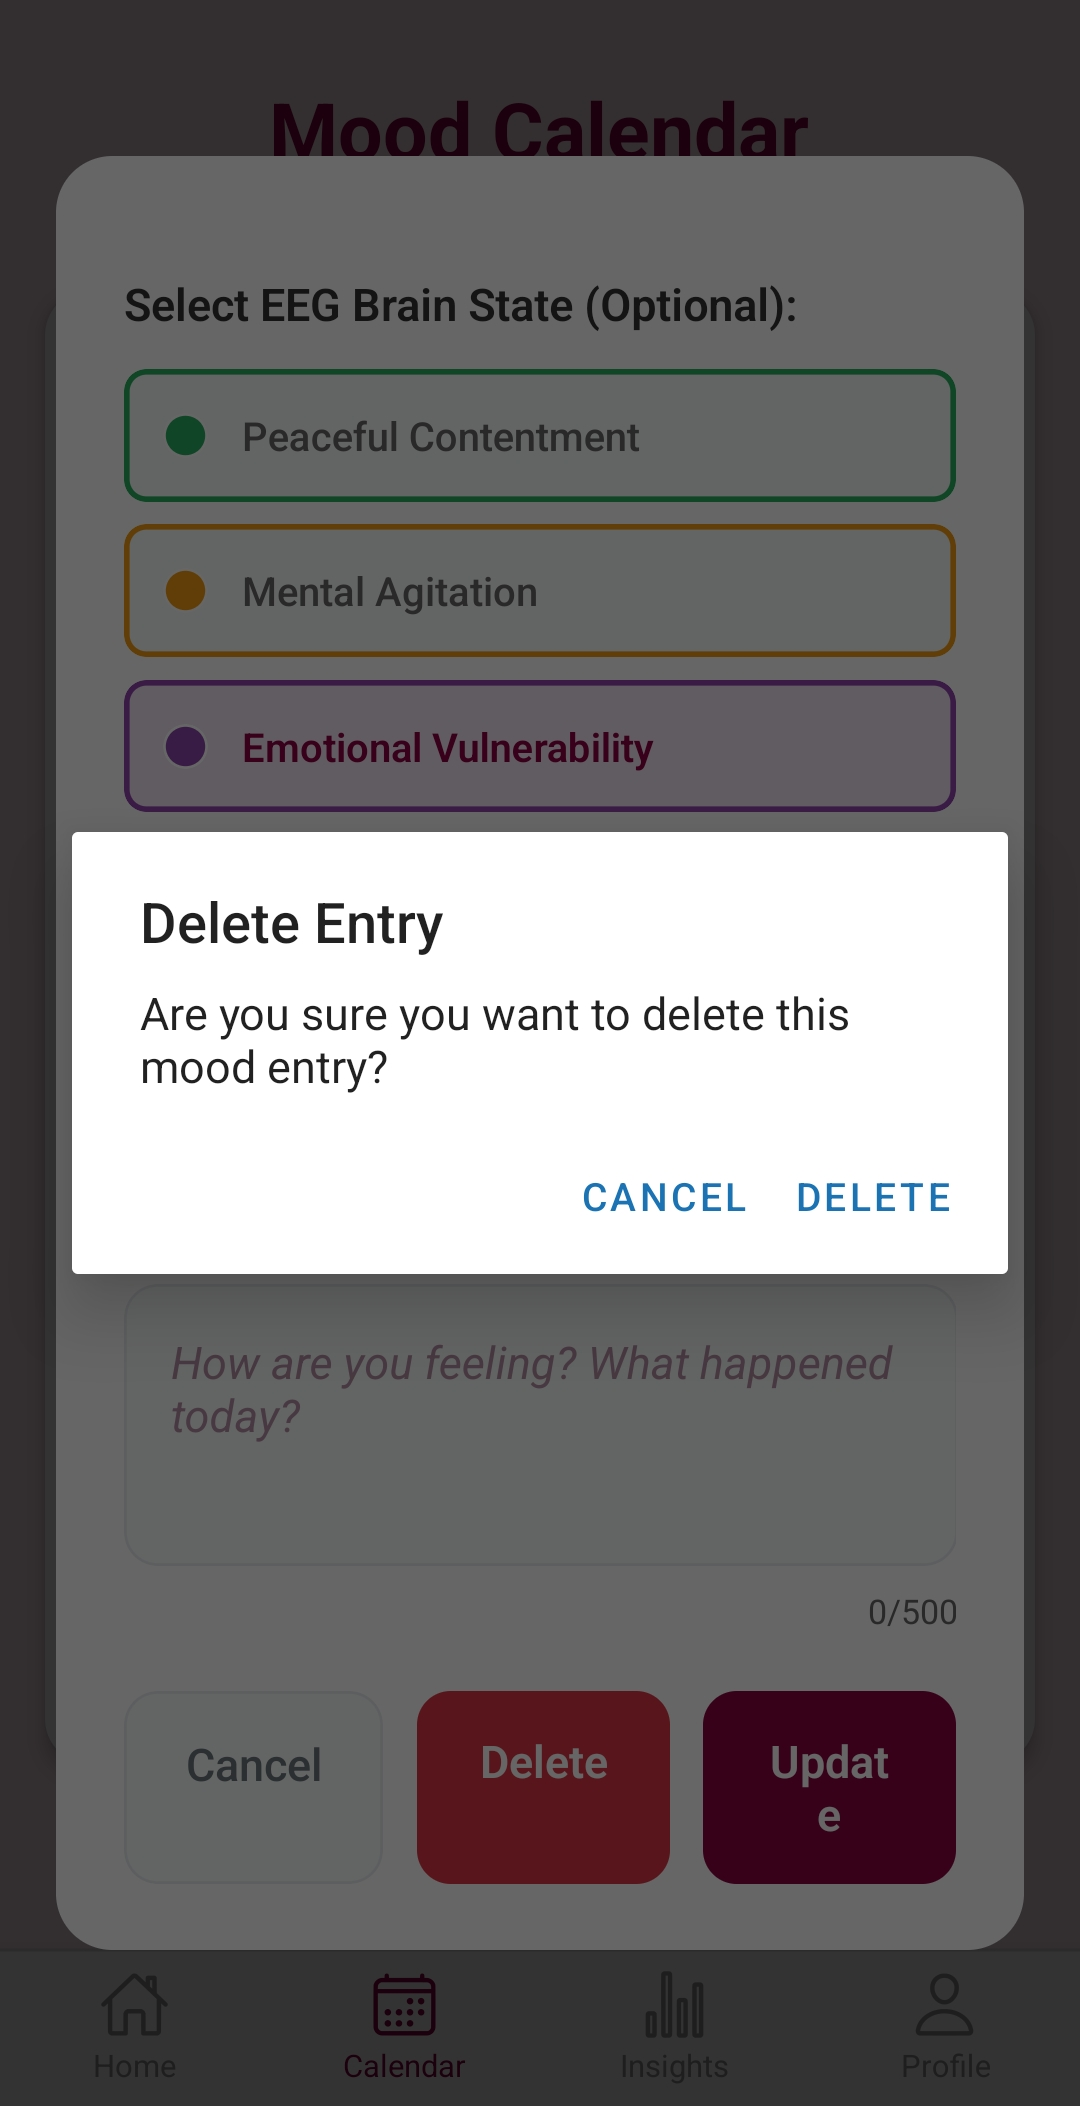 Mood Calendar
Select EEG Brain State (Optional):
Peaceful Contentment
Mental Agitation
Emotional Vulnerability
Delete Entry
Are you sure you want to delete this
mood entry?
CANCEL DELETE
How are you feeling? What happened
today?
0/500
Cancel Delete Updat
e
Home Calendar Insights Profile